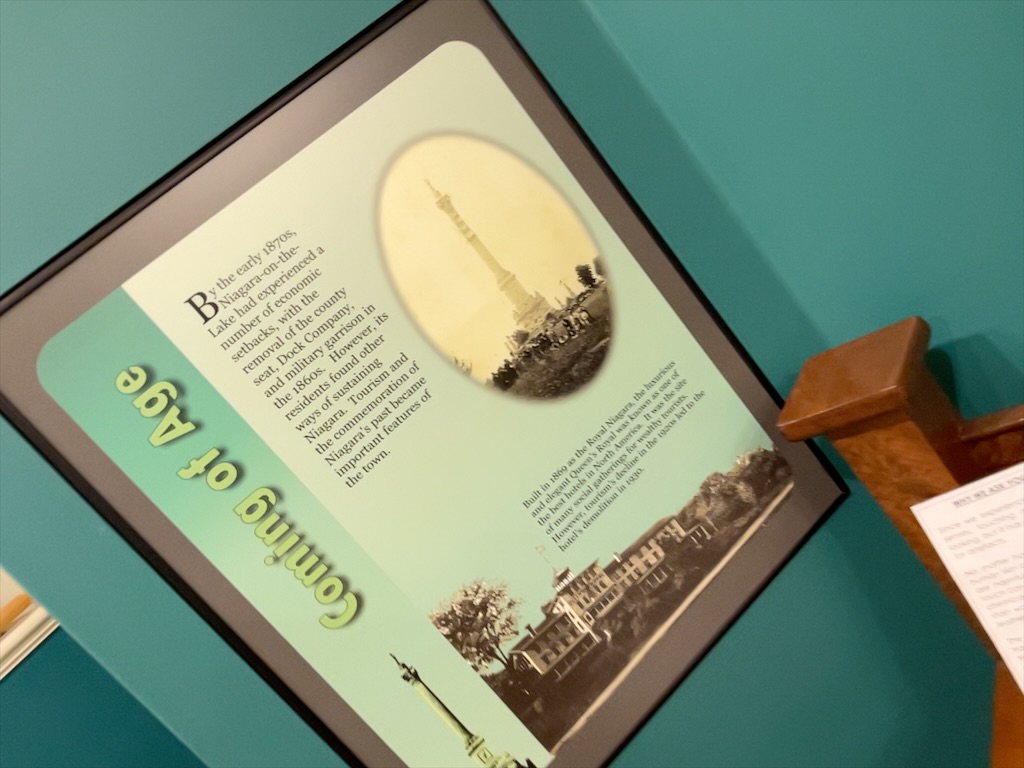 Coming of Age
By the early 1870s,
Niagara-on-the-
Lake had experienced a
number of economic
setbacks, with the
removal of the county
seat, Dock Company,
and military garrison in
the 1860s. However, its
residents found other
ways of sustaining
Niagara. Tourism and
the commemoration of
Niagara's past became
important features of
the town.
Built in 1869 as the Royal Niagara, the luxurious
and elegant Queen's Royal was known as one of
the best hotels in North America. It was the site
of many social gatherings for wealthy tourists.
However, tourism's decline in the 1920s led to the
hotel's demolition in 1930.